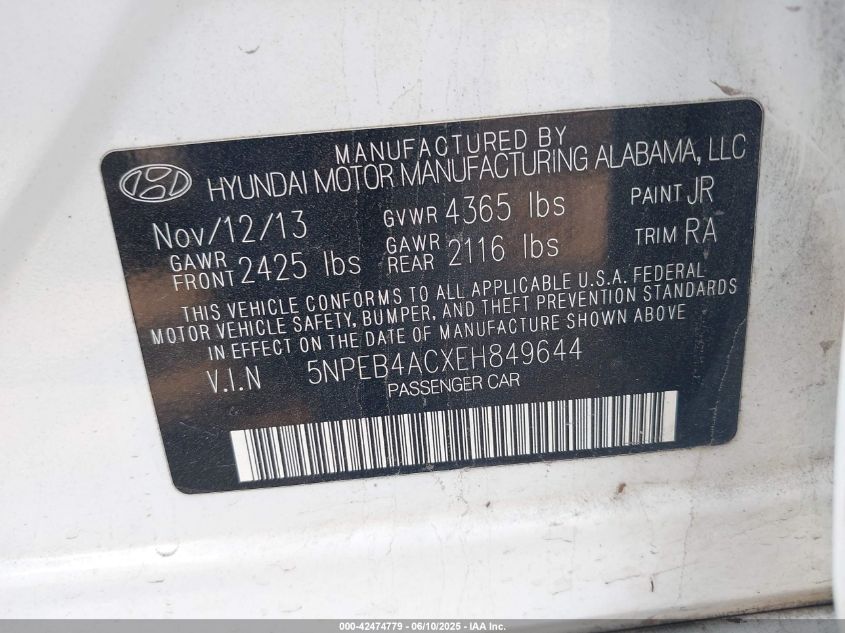 MANUFACTURED BY
HYUNDAI MOTOR MANUFACTURING ALABAMA, LLC
Nov/12/13 GVWR 4365 lbs PAINT JR
GAWR FRONT 2425 lbs GAWR REAR 2116 lbs TRIM RA
THIS VEHICLE CONFORMS TO ALL APPLICABLE U.S.A. FEDERAL
MOTOR VEHICLE SAFETY, BUMPER, AND THEFT PREVENTION STANDARDS
IN EFFECT ON THE DATE OF MANUFACTURE SHOWN ABOVE
V.I.N 5NPEB4ACXEH849644
PASSENGER CAR
000-42474779 - 06/10/2025 - IAA Inc.